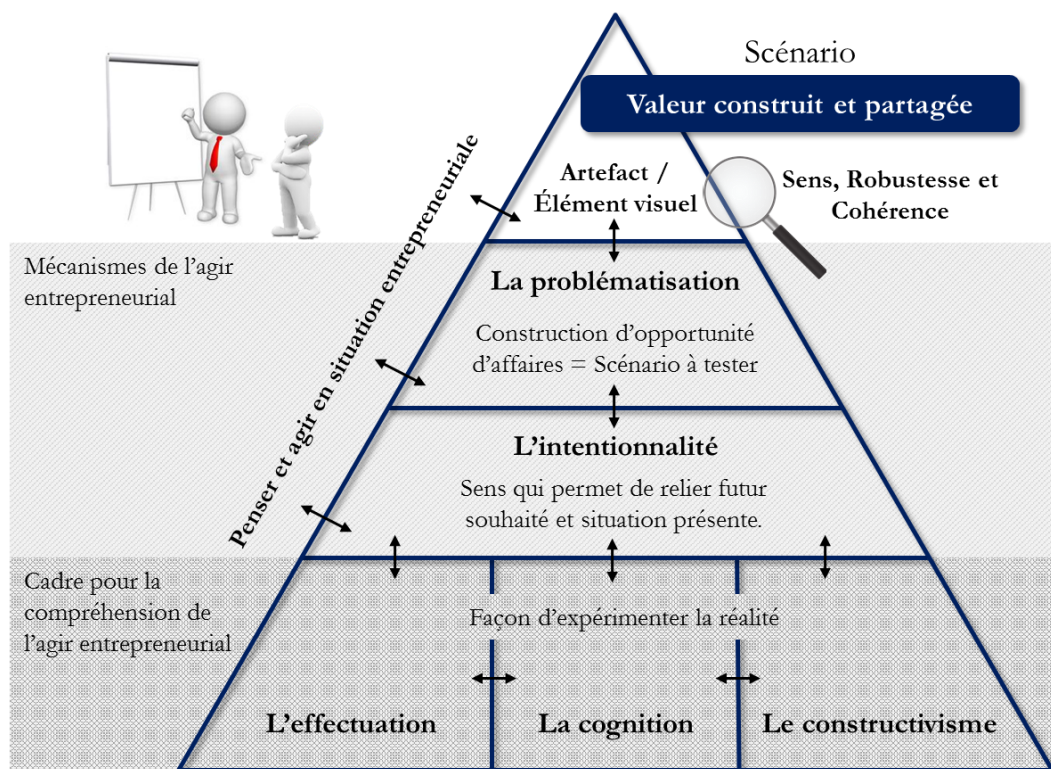 Scénario
Valeur construit et partagée
Artefact /
Élément visuel
Sens, Robustesse et
Cohérence
Penser et agir en situation entrepreneuriale
Mécanismes de l'agir
entrepreneurial
La problématisation
Construction d'opportunité
d'affaires = Scénario à tester
L'intentionnalité
Sens qui permet de relier futur
souhaité et situation présente.
Cadre pour la
compréhension de
l'agir entrepreneurial
Façon d'expérimenter la réalité
L'effectuation
La cognition
Le constructivisme